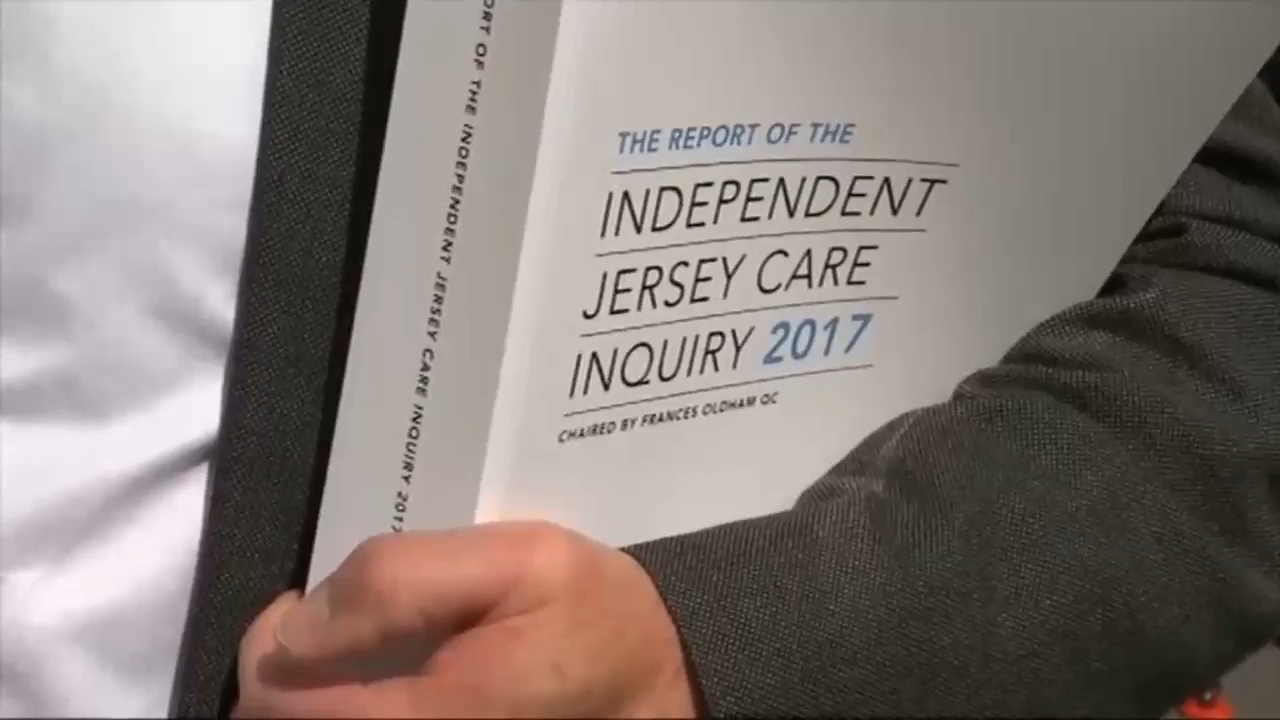 ORT OF THE INDEPENDENT JERSEY CARE INQUIRY 2017
THE REPORT OF THE
INDEPENDENT
JERSEY CARE
INQUIRY 2017
CHAIRED BY FRANCES OLDHAM QC